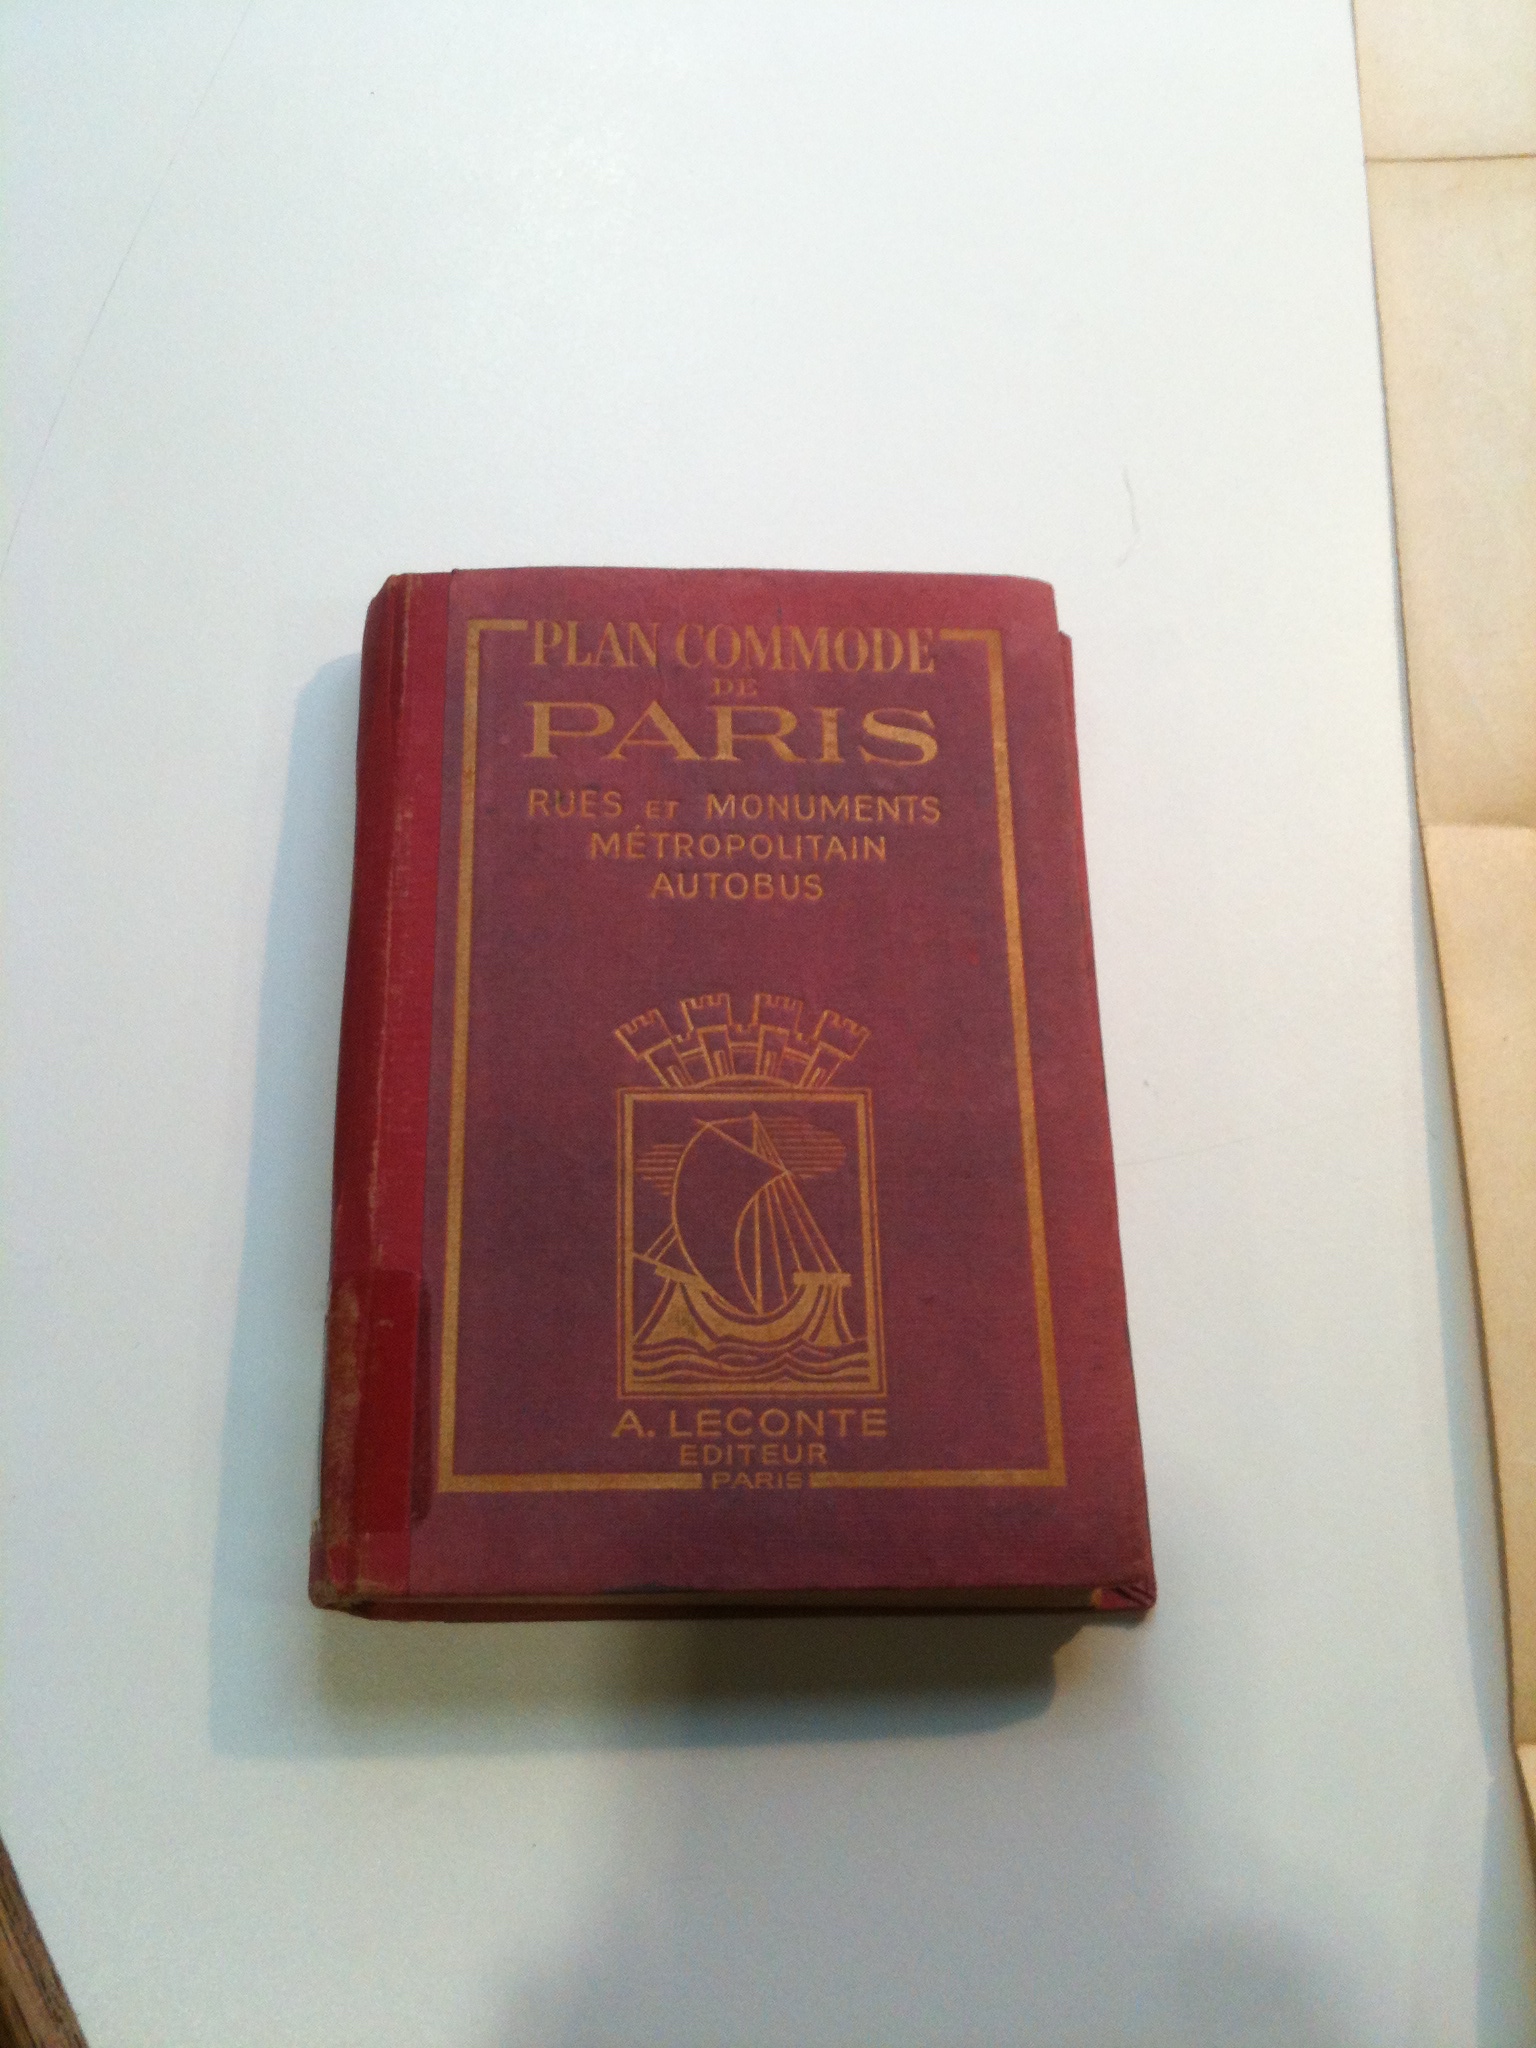 PLAN COMMODE
DE
PARIS
RUES ET MONUMENTS
MÉTROPOLITAIN
AUTOBUS
A. LECONTE
EDITEUR
PARIS